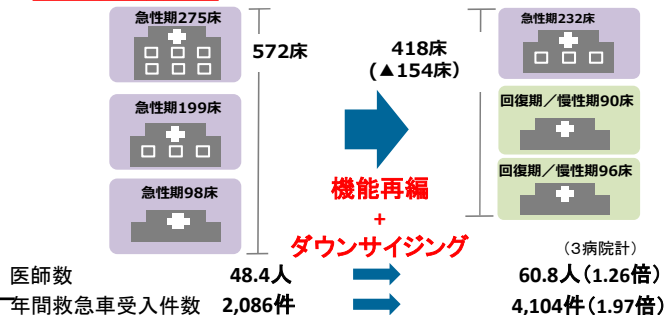 急性期275床
572床
急性期199床
急性期98床
418床
(▲154床)
機能再編
+
ダウンサイジング
急性期232床
回復期／慢性期90床
回復期／慢性期96床
(3病院計)
医師数 48.4人 60.8人(1.26倍)
年間救急車受入件数 2,086件 4,104件(1.97倍)